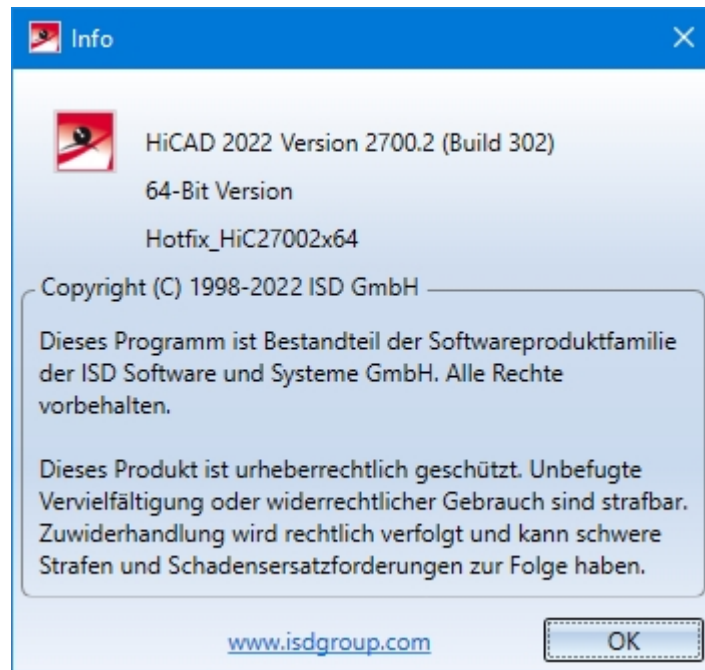 Info
HiCAD 2022 Version 2700.2 (Build 302)
64-Bit Version
Hotfix_HiC27002x64
Copyright (C) 1998-2022 ISD GmbH
Dieses Programm ist Bestandteil der Softwareproduktfamilie
der ISD Software und Systeme GmbH. Alle Rechte
vorbehalten.
Dieses Produkt ist urheberrechtlich geschützt. Unbefugte
Vervielfältigung oder widerrechtlicher Gebrauch sind strafbar.
Zuwiderhandlung wird rechtlich verfolgt und kann schwere
Strafen und Schadensersatzforderungen zur Folge haben.
www.isdgroup.com
OK